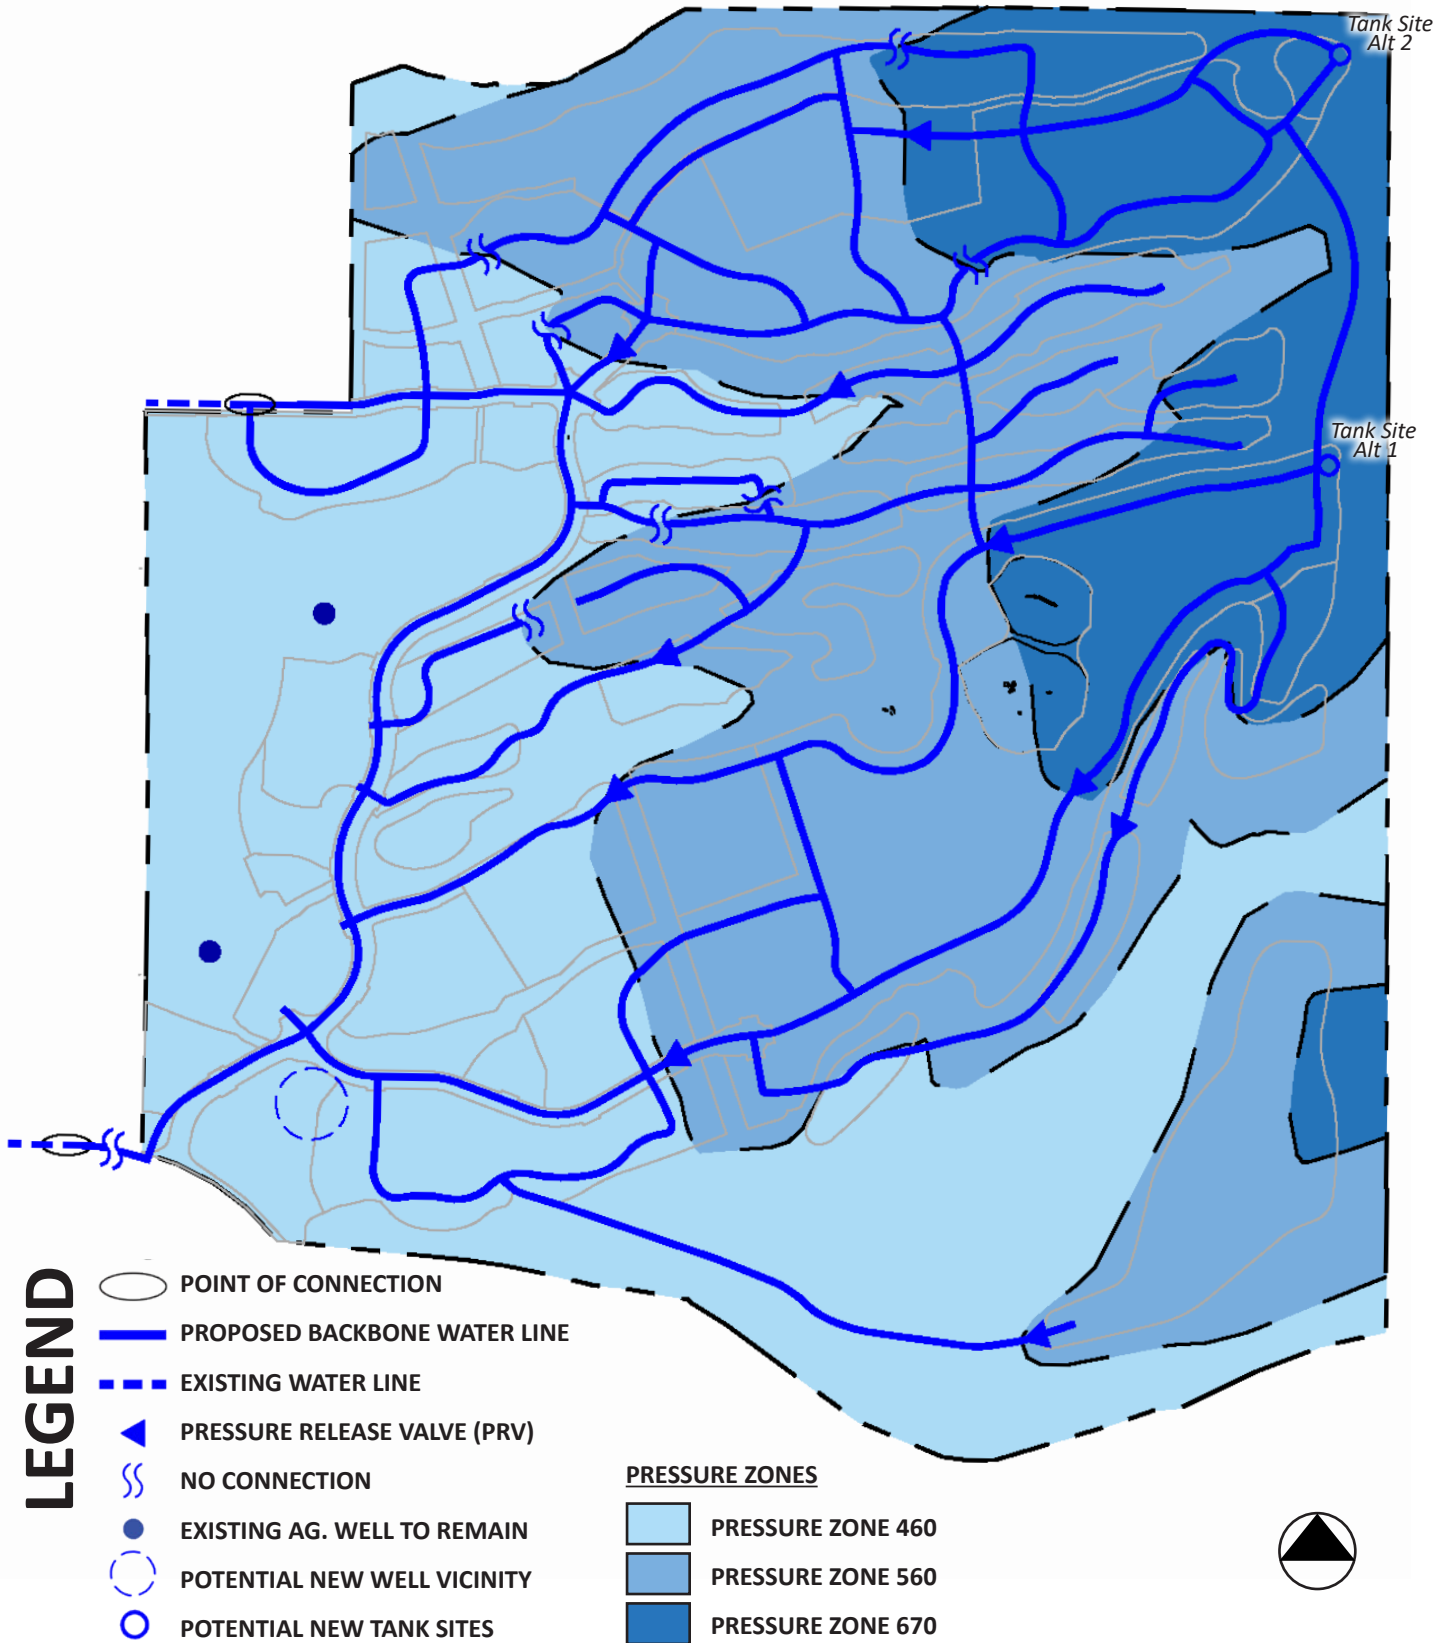 Tank Site
Alt 2
Tank Site
Alt 1
LEGEND
POINT OF CONNECTION
PROPOSED BACKBONE WATER LINE
EXISTING WATER LINE
PRESSURE RELEASE VALVE (PRV)
NO CONNECTION
EXISTING AG. WELL TO REMAIN
POTENTIAL NEW WELL VICINITY
POTENTIAL NEW TANK SITES
PRESSURE ZONES
PRESSURE ZONE 460
PRESSURE ZONE 560
PRESSURE ZONE 670